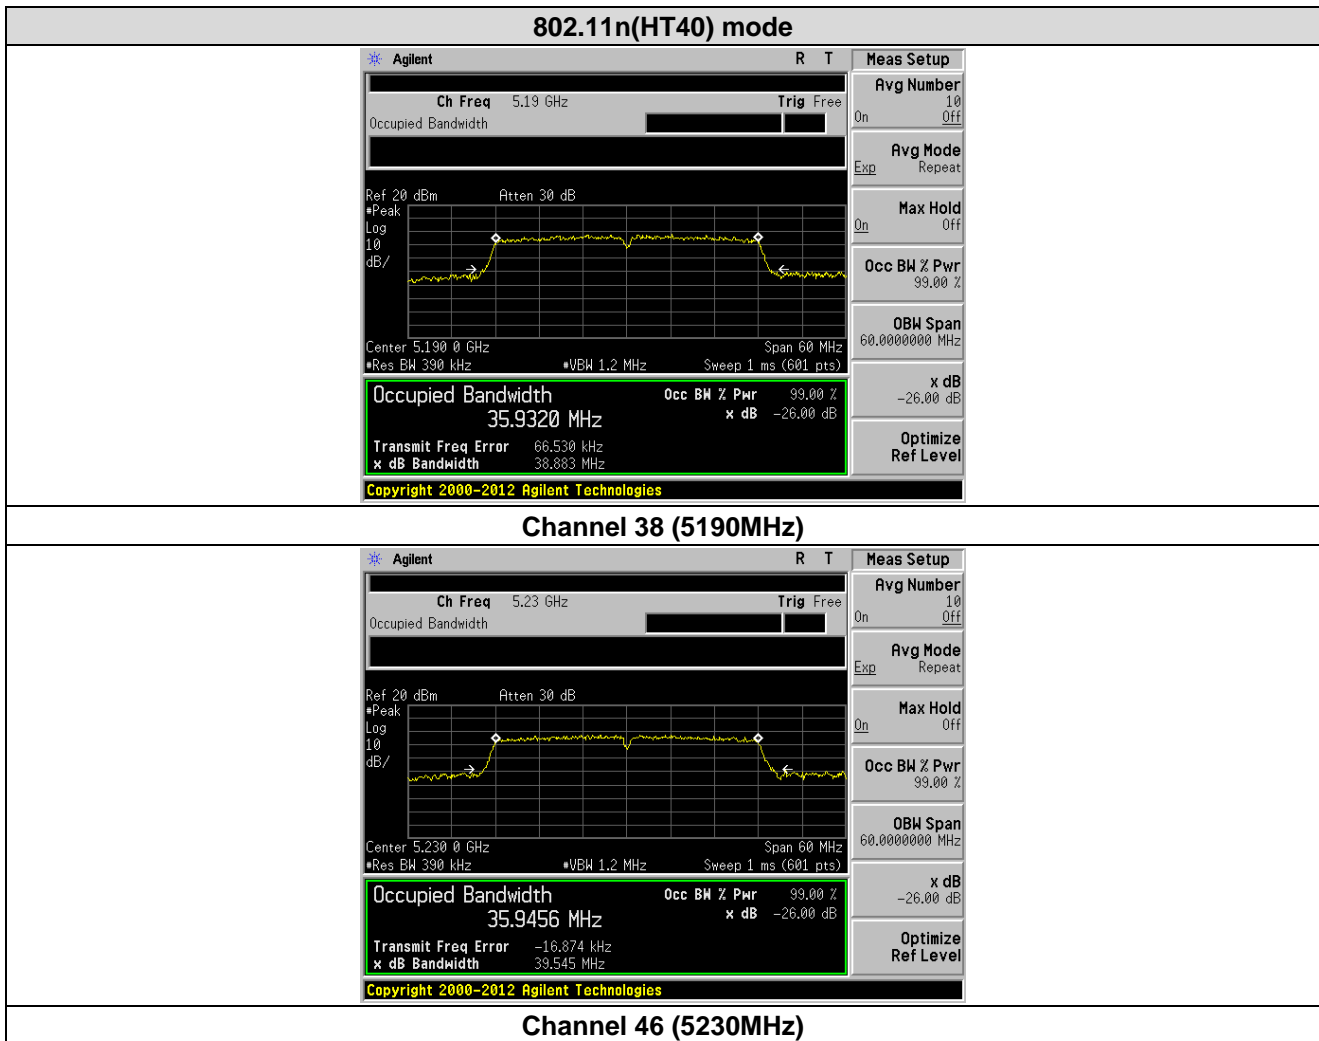 802.11n(HT40) mode
Agilent R T Meas Setup
Ch Freq 5.19 GHz Trig Free
Occupied Bandwidth
Avg Number
10
On Off
Avg Mode
Exp Repeat
Max Hold
On Off
Occ BW % Pwr
99.00 %
OBW Span
60.0000000 MHz
x dB
-26.00 dB
Optimize
Ref Level
Ref 20 dBm Atten 30 dB
#Peak
Log
10
dB/
Center 5.190 0 GHz Span 60 MHz
#Res BW 390 kHz #VBW 1.2 MHz Sweep 1 ms (601 pts)
Occupied Bandwidth Occ BW % Pwr 99.00 %
35.9320 MHz x dB -26.00 dB
Transmit Freq Error 66.530 kHz
x dB Bandwidth 38.883 MHz
Copyright 2000-2012 Agilent Technologies
Channel 38 (5190MHz)
Agilent R T Meas Setup
Ch Freq 5.23 GHz Trig Free
Occupied Bandwidth
Avg Number
10
On Off
Avg Mode
Exp Repeat
Max Hold
On Off
Occ BW % Pwr
99.00 %
OBW Span
60.0000000 MHz
x dB
-26.00 dB
Optimize
Ref Level
Ref 20 dBm Atten 30 dB
#Peak
Log
10
dB/
Center 5.230 0 GHz Span 60 MHz
#Res BW 390 kHz #VBW 1.2 MHz Sweep 1 ms (601 pts)
Occupied Bandwidth Occ BW % Pwr 99.00 %
35.9456 MHz x dB -26.00 dB
Transmit Freq Error -16.874 kHz
x dB Bandwidth 39.545 MHz
Copyright 2000-2012 Agilent Technologies
Channel 46 (5230MHz)